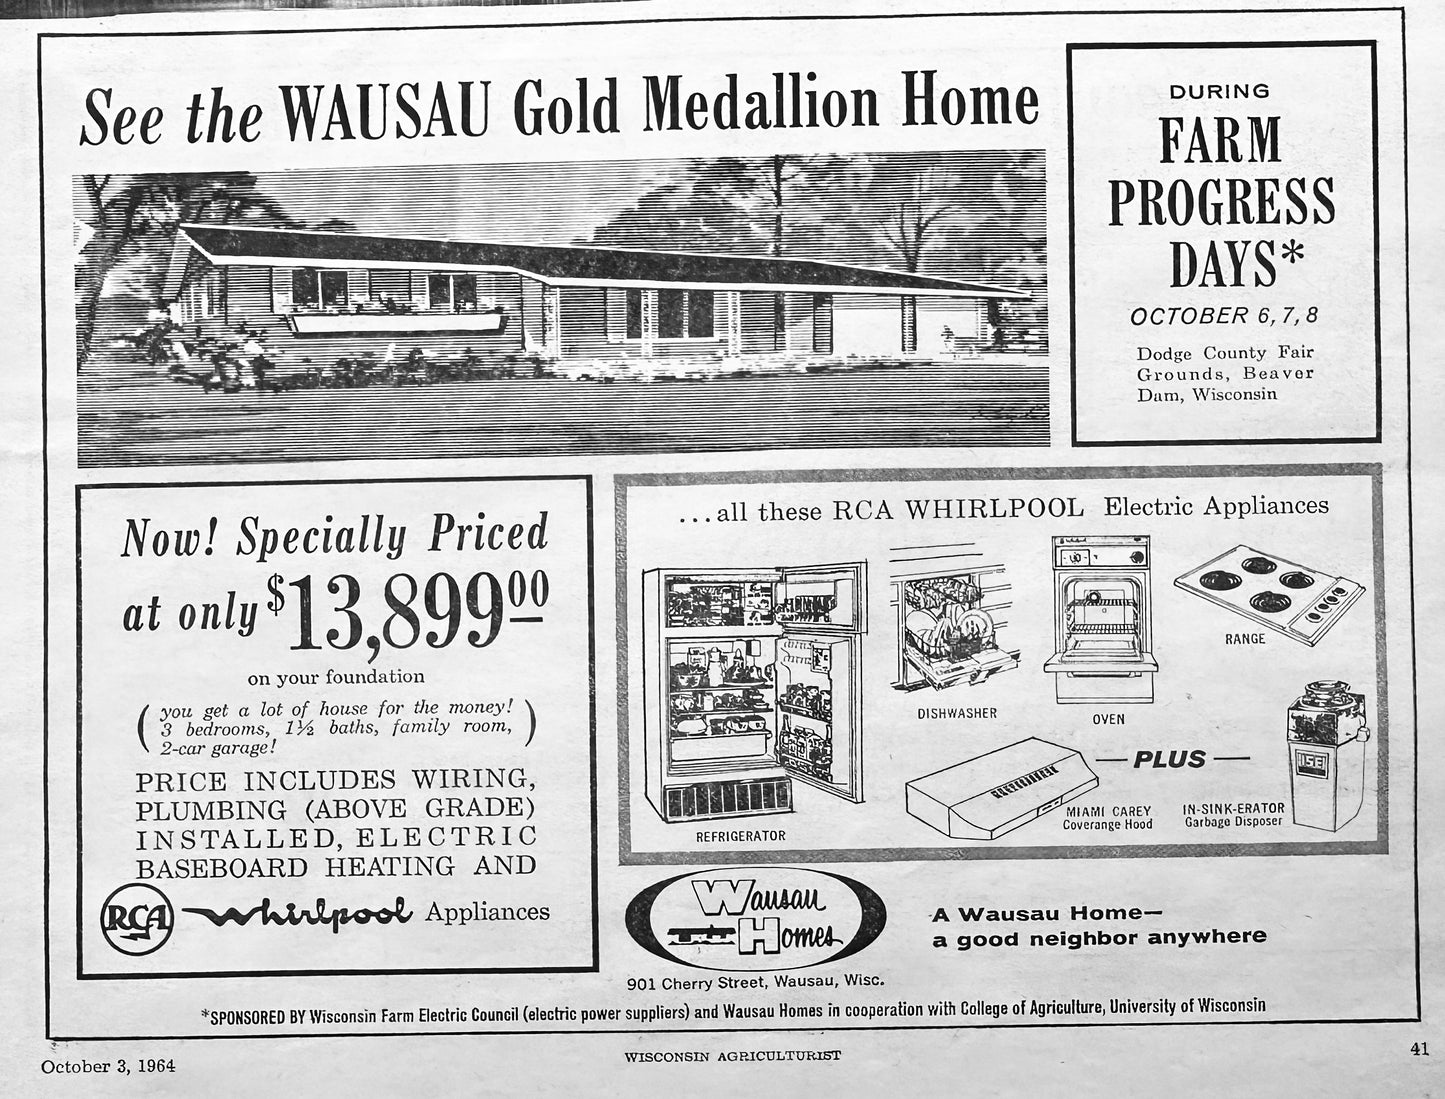 See the WAUSAU Gold Medallion Home
DURING
FARM
PROGRESS
DAYS*
OCTOBER 6, 7, 8
Dodge County Fair
Grounds, Beaver
Dam, Wisconsin
Now! Specially Priced
at only $13,89900
on your foundation
(you get a lot of house for the money!
3 bedrooms, 1½ baths, family room,
2-car garage!)
PRICE INCLUDES WIRING,
PLUMBING (ABOVE GRADE)
INSTALLED, ELECTRIC
BASEBOARD HEATING AND
RCA Whirlpool Appliances
...all these RCA WHIRLPOOL Electric Appliances
REFRIGERATOR
DISHWASHER
OVEN
RANGE
—PLUS—
MIAMI CAREY
Coverange Hood
IN-SINK-ERATOR
Garbage Disposer
ISE
Wausau
Homes
901 Cherry Street, Wausau, Wisc.
A Wausau Home—
a good neighbor anywhere
*SPONSORED BY Wisconsin Farm Electric Council (electric power suppliers) and Wausau Homes in cooperation with College of Agriculture, University of Wisconsin
October 3, 1964
WISCONSIN AGRICULTURIST
41